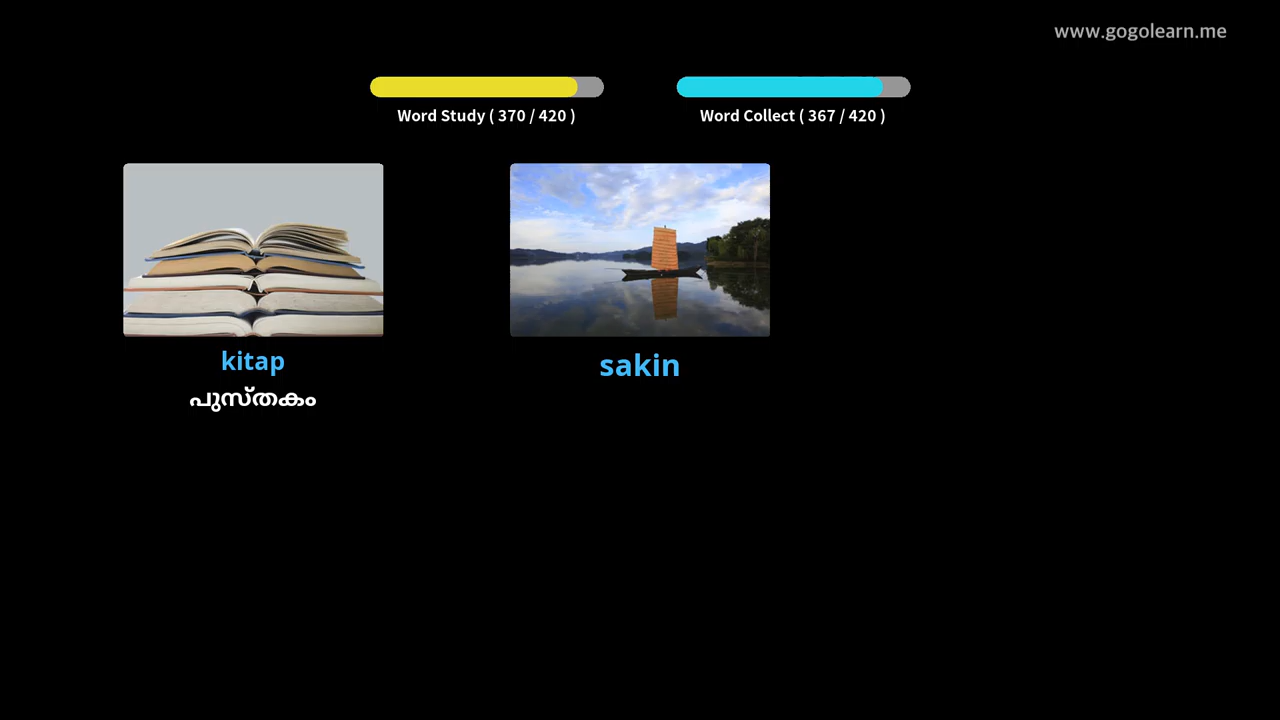 www.gogolearn.me
Word Study ( 370 / 420 )
Word Collect ( 367 / 420 )
kitap
പുസ്തകം
sakin